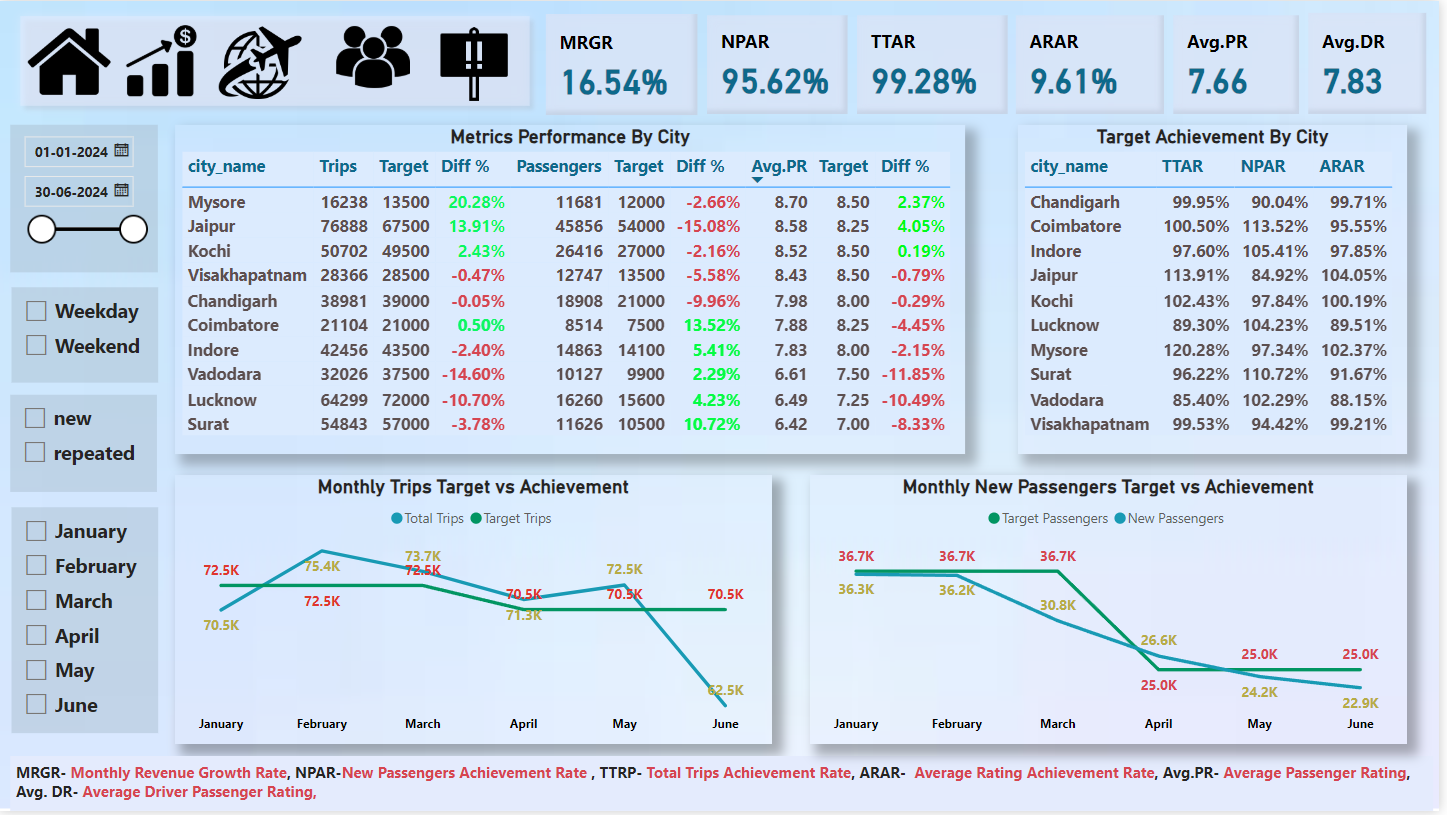 MRGR
16.54%
NPAR
95.62%
TTAR
99.28%
ARAR
9.61%
Avg.PR
7.66
Avg.DR
7.83
01-01-2024
30-06-2024
Weekday
Weekend
new
repeated
January
February
March
April
May
June
Metrics Performance By City
city_name Trips Target Diff % Passengers Target Diff % Avg.PR Target Diff %
Mysore 16238 13500 20.28% 11681 12000 -2.66% 8.70 8.50 2.37%
Jaipur 76888 67500 13.91% 45856 54000 -15.08% 8.58 8.25 4.05%
Kochi 50702 49500 2.43% 26416 27000 -2.16% 8.52 8.50 0.19%
Visakhapatnam 28366 28500 -0.47% 12747 13500 -5.58% 8.43 8.50 -0.79%
Chandigarh 38981 39000 -0.05% 18908 21000 -9.96% 7.98 8.00 -0.29%
Coimbatore 21104 21000 0.50% 8514 7500 13.52% 7.88 8.25 -4.45%
Indore 42456 43500 -2.40% 14863 14100 5.41% 7.83 8.00 -2.15%
Vadodara 32026 37500 -14.60% 10127 9900 2.29% 6.61 7.50 -11.85%
Lucknow 64299 72000 -10.70% 16260 15600 4.23% 6.49 7.25 -10.49%
Surat 54843 57000 -3.78% 11626 10500 10.72% 6.42 7.00 -8.33%
Target Achievement By City
city_name TTAR NPAR ARAR
Chandigarh 99.95% 90.04% 99.71%
Coimbatore 100.50% 113.52% 95.55%
Indore 97.60% 105.41% 97.85%
Jaipur 113.91% 84.92% 104.05%
Kochi 102.43% 97.84% 100.19%
Lucknow 89.30% 104.23% 89.51%
Mysore 120.28% 97.34% 102.37%
Surat 96.22% 110.72% 91.67%
Vadodara 85.40% 102.29% 88.15%
Visakhapatnam 99.53% 94.42% 99.21%
Monthly Trips Target vs Achievement
Total Trips Target Trips
72.5K 75.4K 73.7K 72.5K
72.5K 72.5K 70.5K 70.5K 70.5K
70.5K 71.3K
62.5K
January February March April May June
Monthly New Passengers Target vs Achievement
Target Passengers New Passengers
36.7K 36.7K 36.7K
36.3K 36.2K 30.8K
26.6K 25.0K 25.0K
25.0K 24.2K 22.9K
January February March April May June
MRGR- Monthly Revenue Growth Rate, NPAR-New Passengers Achievement Rate , TTRP- Total Trips Achievement Rate, ARAR- Average Rating Achievement Rate, Avg.PR- Average Passenger Rating,
Avg. DR- Average Driver Passenger Rating,